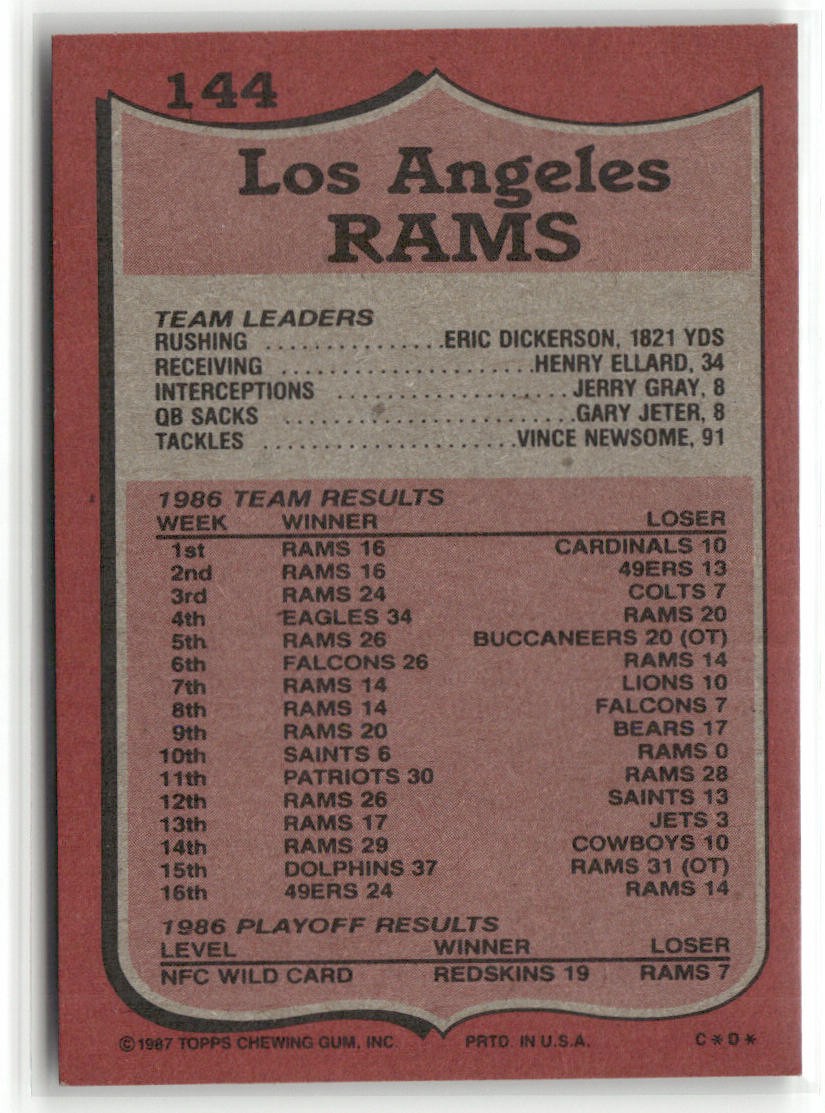 144
Los Angeles
RAMS
TEAM LEADERS
RUSHING ................ERIC DICKERSON, 1821 YDS
RECEIVING ......................HENRY ELLARD, 34
INTERCEPTIONS ....................JERRY GRAY, 8
QB SACKS .........................GARY JETER, 8
TACKLES ......................VINCE NEWSOME, 91
1986 TEAM RESULTS
WEEK WINNER LOSER
1st RAMS 16 CARDINALS 10
2nd RAMS 16 49ERS 13
3rd RAMS 24 COLTS 7
4th EAGLES 34 RAMS 20
5th RAMS 26 BUCCANEERS 20 (OT)
6th FALCONS 26 RAMS 14
7th RAMS 14 LIONS 10
8th RAMS 14 FALCONS 7
9th RAMS 20 BEARS 17
10th SAINTS 6 RAMS 0
11th PATRIOTS 30 RAMS 28
12th RAMS 26 SAINTS 13
13th RAMS 17 JETS 3
14th RAMS 29 COWBOYS 10
15th DOLPHINS 37 RAMS 31 (OT)
16th 49ERS 24 RAMS 14
1986 PLAYOFF RESULTS
LEVEL WINNER LOSER
NFC WILD CARD REDSKINS 19 RAMS 7
© 1987 TOPPS CHEWING GUM, INC. PRTD. IN U.S.A. C*D*